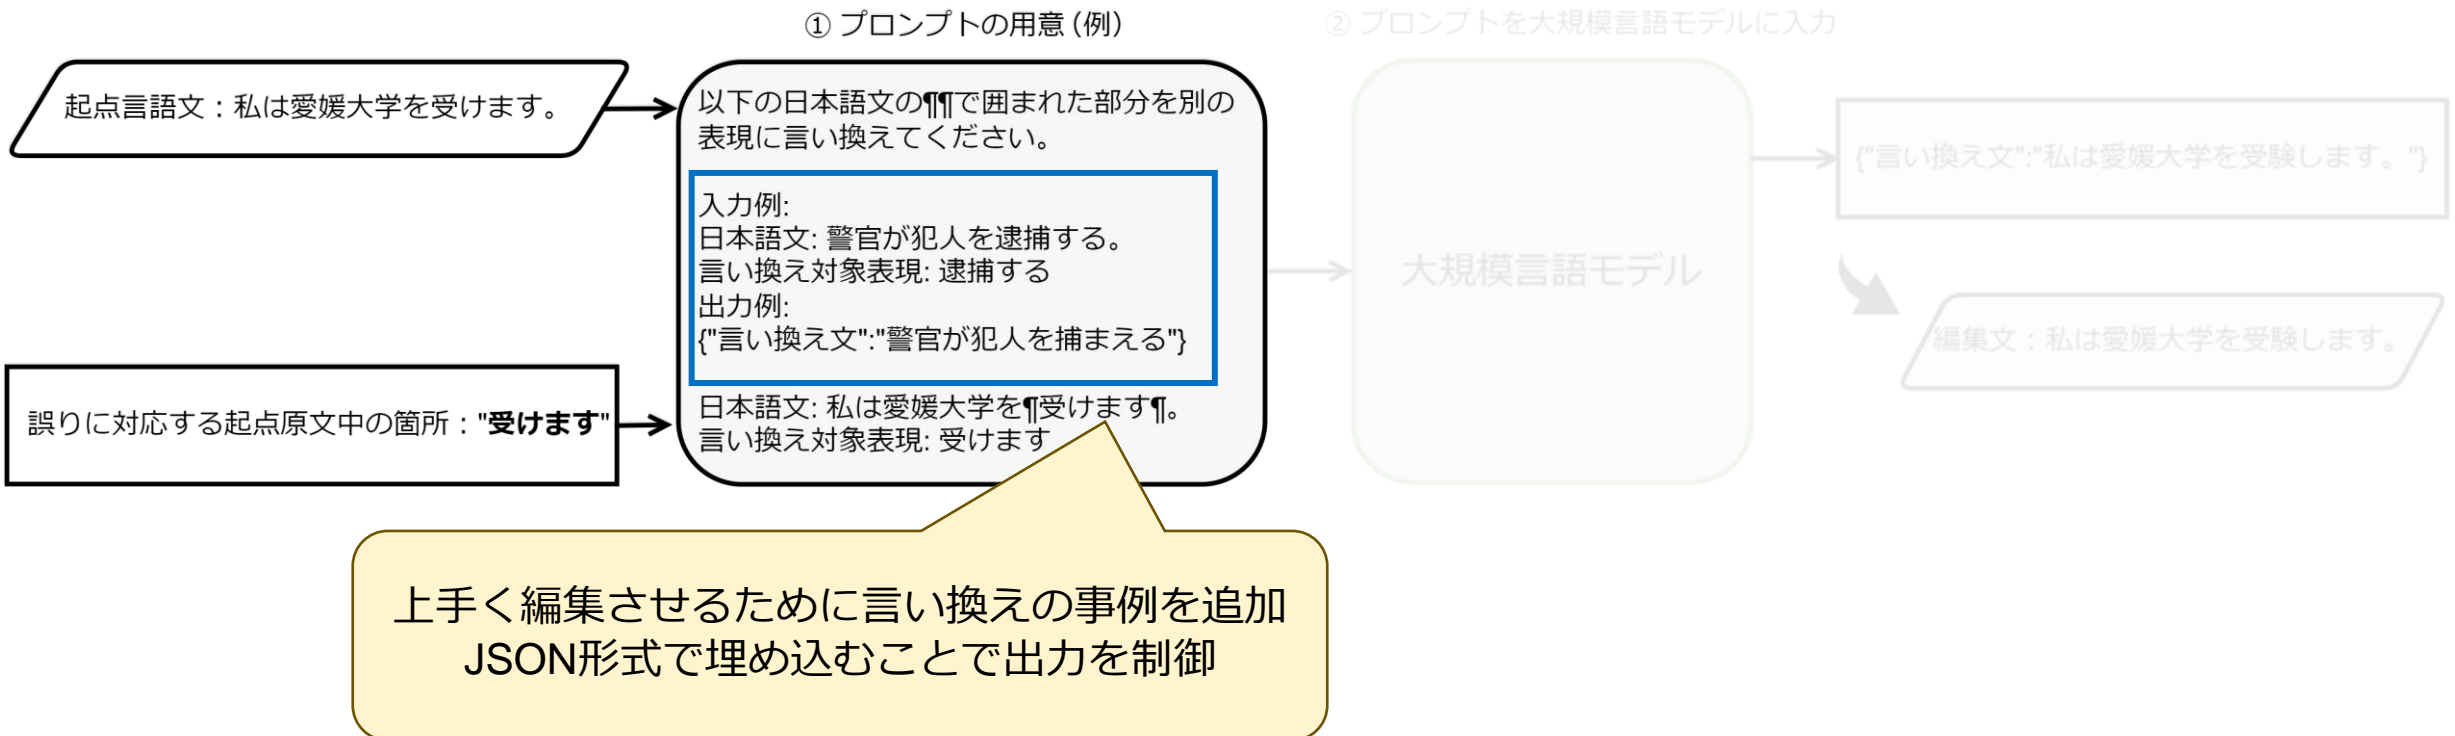 ① プロンプトの用意（例）
② プロンプトを大規模言語モデルに入力
起点言語文：私は愛媛大学を受けます。
以下の日本語文の¶¶で囲まれた部分を別の
表現に言い換えてください。
入力例:
日本語文: 警官が犯人を逮捕する。
言い換え対象表現: 逮捕する
出力例:
{"言い換え文":"警官が犯人を捕まえる"}
日本語文: 私は愛媛大学を¶受けます¶。
言い換え対象表現: 受けます
誤りに対応する起点原文中の箇所："受けます"
大規模言語モデル
{"言い換え文":"私は愛媛大学を受験します。"}
編集文：私は愛媛大学を受験します。
上手く編集させるために言い換えの事例を追加
JSON形式で埋め込むことで出力を制御